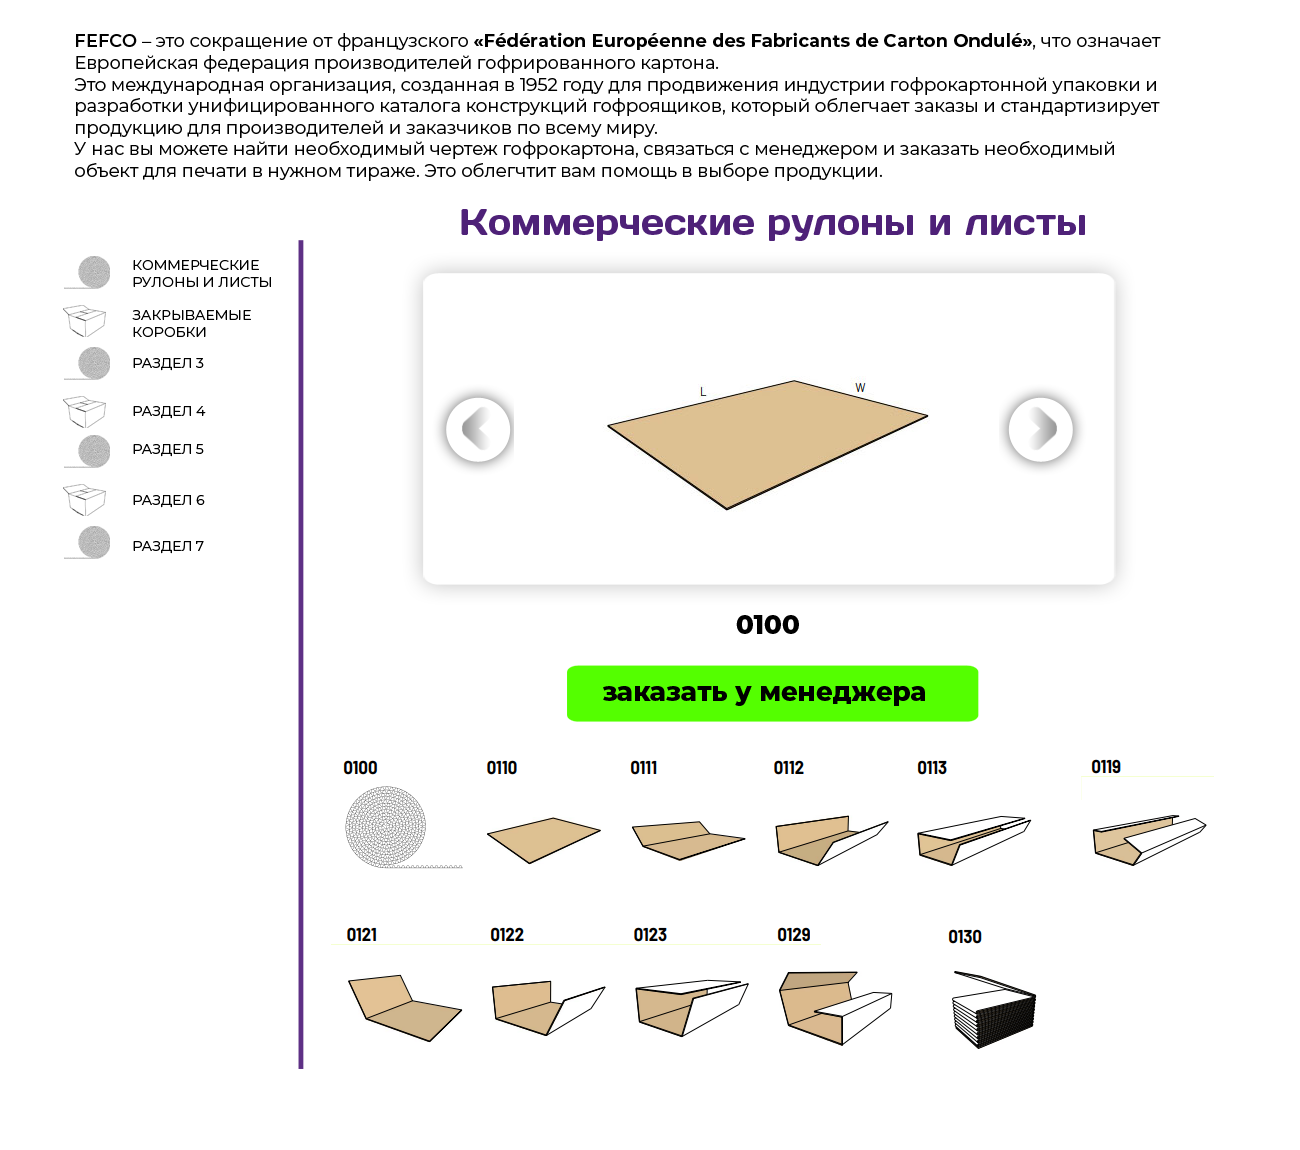 FEFCO – это сокращение от французского «Fédération Européenne des Fabricants de Carton Ondulé», что означает
Европейская федерация производителей гофрированного картона.
Это международная организация, созданная в 1952 году для продвижения индустрии гофрокартонной упаковки и
разработки унифицированного каталога конструкций гофроящиков, который облегчает заказы и стандартизирует
продукцию для производителей и заказчиков по всему миру.
У нас вы можете найти необходимый чертеж гофрокартона, связаться с менеджером и заказать необходимый
объект для печати в нужном тираже. Это облегчтит вам помощь в выборе продукции.
Коммерческие рулоны и листы
КОММЕРЧЕСКИЕ
РУЛОНЫ И ЛИСТЫ
ЗАКРЫВАЕМЫЕ
КОРОБКИ
РАЗДЕЛ 3
РАЗДЕЛ 4
РАЗДЕЛ 5
РАЗДЕЛ 6
РАЗДЕЛ 7
L W
0100
заказать у менеджера
0100 0110 0111 0112 0113 0119
0121 0122 0123 0129 0130